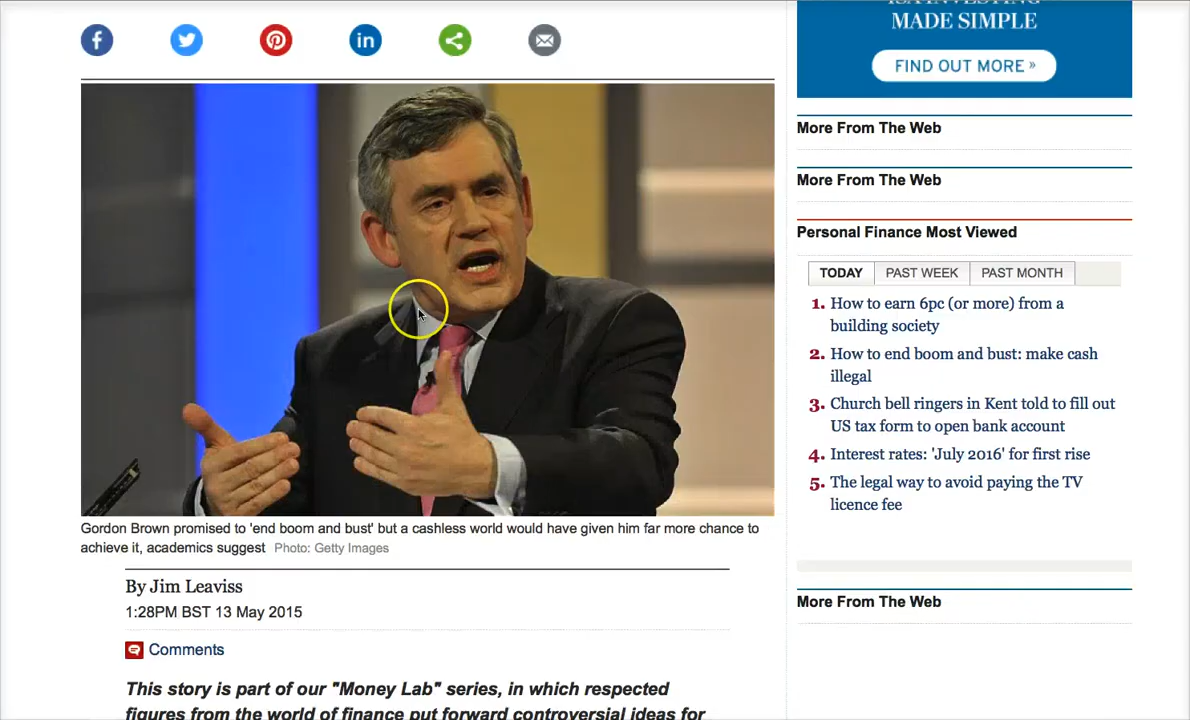 MADE SIMPLE
FIND OUT MORE »
Gordon Brown promised to 'end boom and bust' but a cashless world would have given him far more chance to
achieve it, academics suggest Photo: Getty Images
By Jim Leaviss
1:28PM BST 13 May 2015
Comments
This story is part of our "Money Lab" series, in which respected
figures from the world of finance put forward controversial ideas for
More From The Web
More From The Web
Personal Finance Most Viewed
TODAY PAST WEEK PAST MONTH
1. How to earn 6pc (or more) from a
building society
2. How to end boom and bust: make cash
illegal
3. Church bell ringers in Kent told to fill out
US tax form to open bank account
4. Interest rates: 'July 2016' for first rise
5. The legal way to avoid paying the TV
licence fee
More From The Web